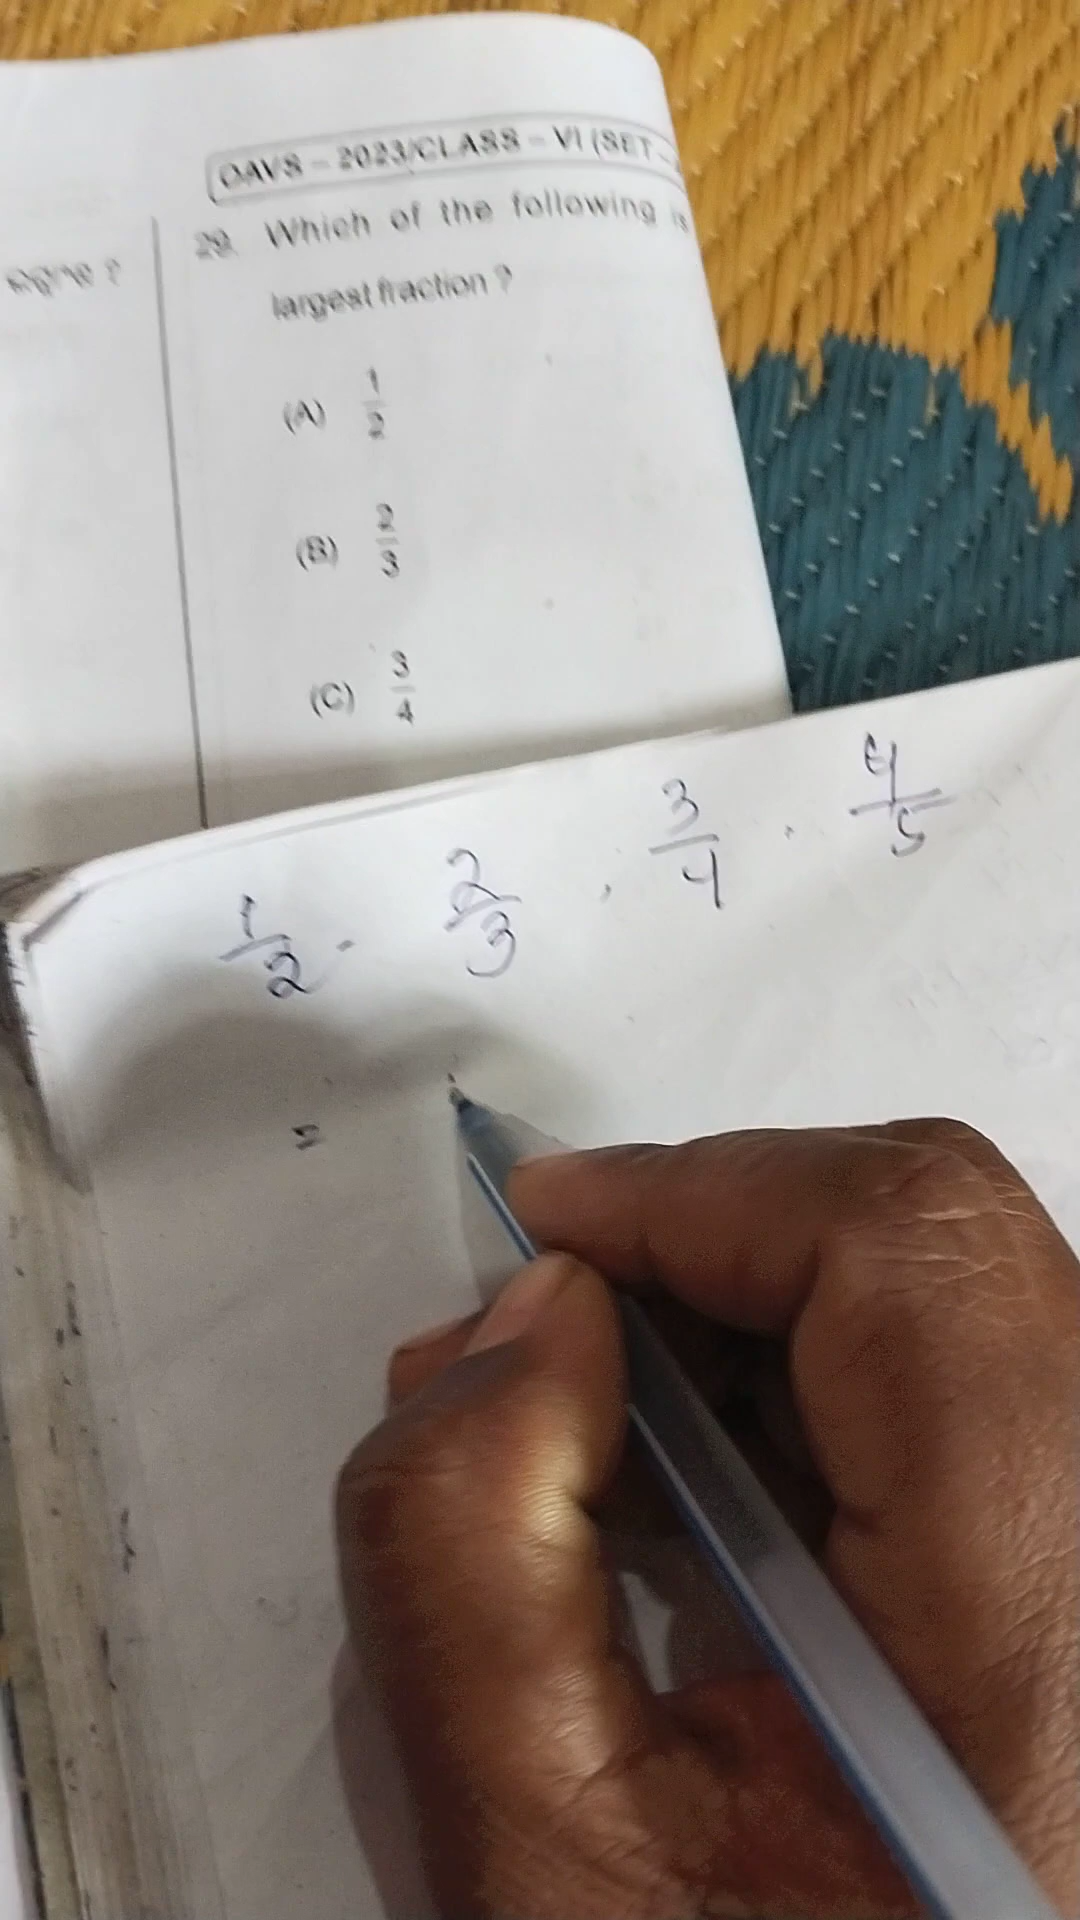 OAVS - 2023/CLASS - VI (SET -
29. Which of the following is
largest fraction ?
(A) 1/2
(B) 2/3
(C) 3/4
1/2 . 2/3 , 3/4 . 4/5
=